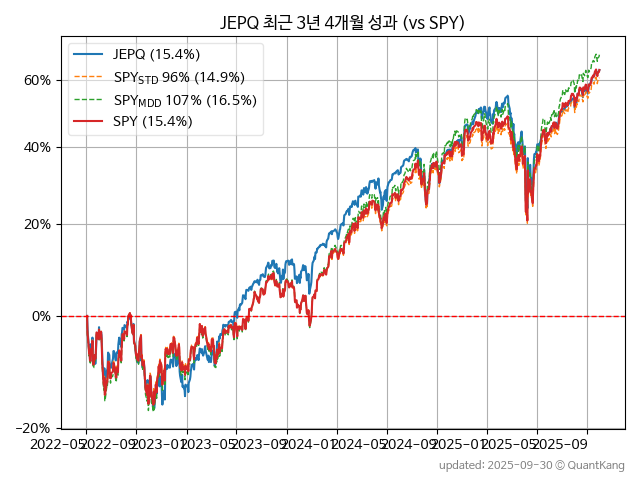 JEPQ 최근 3년 4개월 성과 (vs SPY)
JEPQ (15.4%)
SPY_STD 96% (14.9%)
SPY_MDD 107% (16.5%)
SPY (15.4%)
60%
40%
20%
0%
−20%
2022-05 2022-09 2023-01 2023-05 2023-09 2024-01 2024-05 2024-09 2025-01 2025-05 2025-09
updated: 2025-09-30 © QuantKang